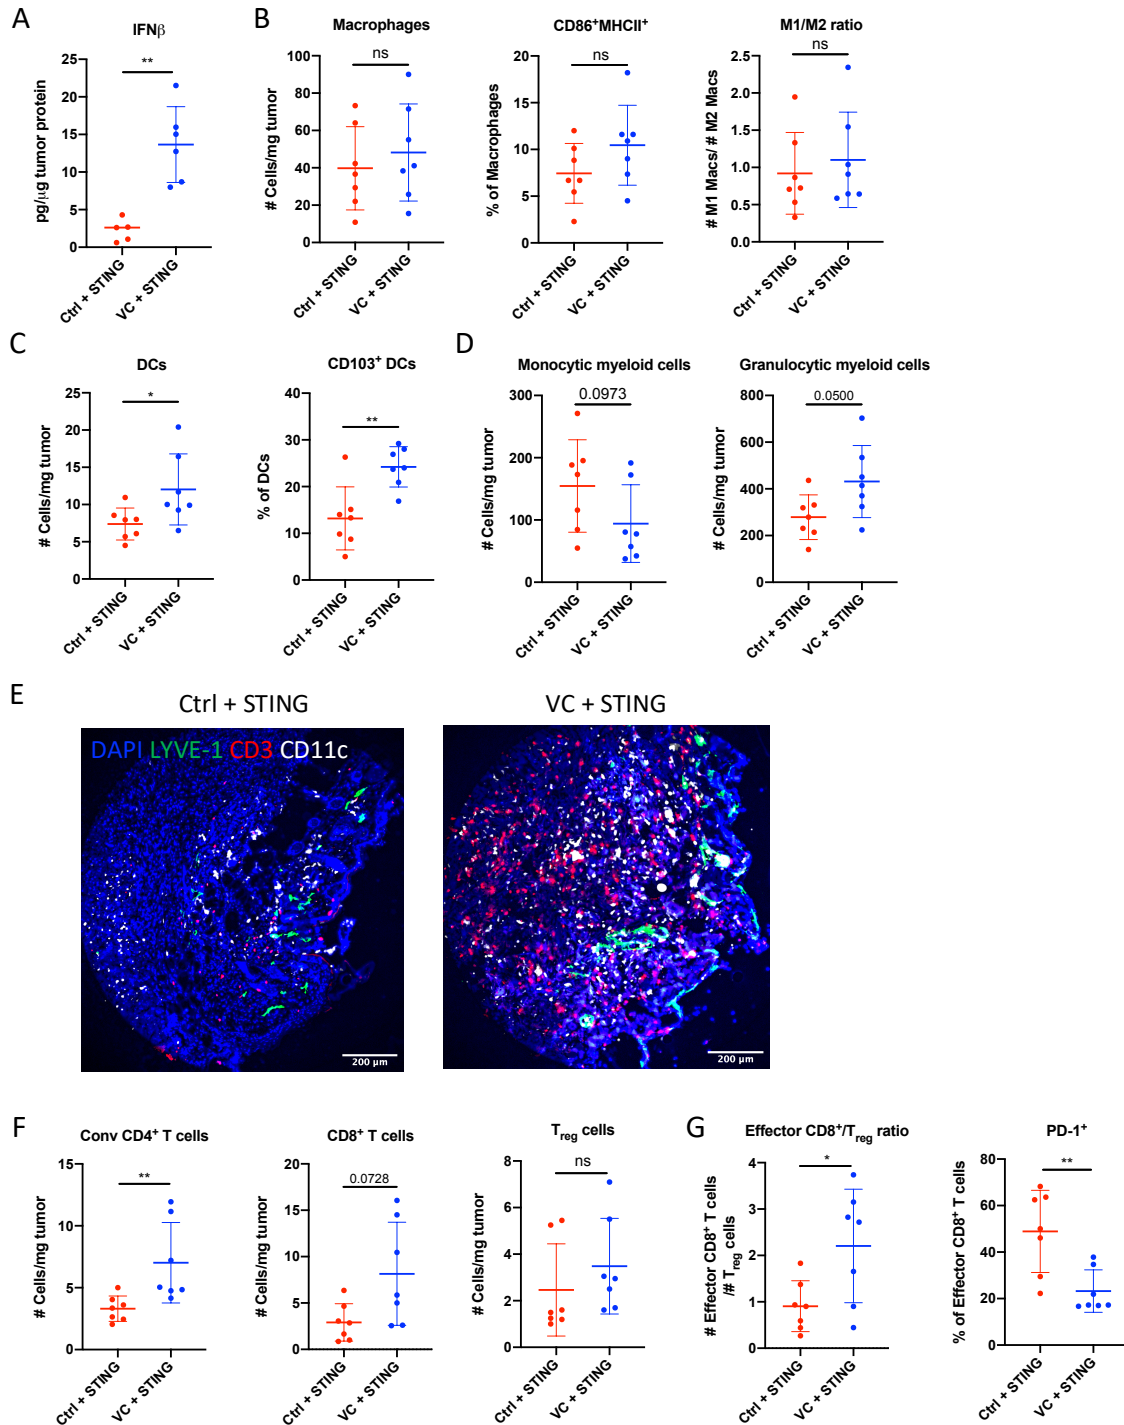 A
IFNβ
**
pg/μg tumor protein
25
20
15
10
5
0
Ctrl + STING
VC + STING
B
Macrophages
ns
# Cells/mg tumor
100
80
60
40
20
0
Ctrl + STING
VC + STING
CD86⁺MHCII⁺
ns
% of Macrophages
20
15
10
5
0
Ctrl + STING
VC + STING
M1/M2 ratio
ns
# M1 Macs/ # M2 Macs
2.5
2.0
1.5
1.0
0.5
0.0
Ctrl + STING
VC + STING
C
DCs
*
# Cells/mg tumor
25
20
15
10
5
0
Ctrl + STING
VC + STING
CD103⁺ DCs
**
% of DCs
40
30
20
10
0
Ctrl + STING
VC + STING
D
Monocytic myeloid cells
0.0973
# Cells/mg tumor
300
200
100
0
Ctrl + STING
VC + STING
Granulocytic myeloid cells
0.0500
# Cells/mg tumor
800
600
400
200
0
Ctrl + STING
VC + STING
E
Ctrl + STING
VC + STING
DAPI LYVE-1 CD3 CD11c
200 μm
200 μm
F
Conv CD4⁺ T cells
**
# Cells/mg tumor
15
10
5
0
Ctrl + STING
VC + STING
CD8⁺ T cells
0.0728
# Cells/mg tumor
20
15
10
5
0
Ctrl + STING
VC + STING
T_reg cells
ns
# Cells/mg tumor
8
6
4
2
0
Ctrl + STING
VC + STING
G
Effector CD8⁺/T_reg ratio
*
# Effector CD8⁺ T cells
/# T_reg cells
4
3
2
1
0
Ctrl + STING
VC + STING
PD-1⁺
**
% of Effector CD8⁺ T cells
80
60
40
20
0
Ctrl + STING
VC + STING